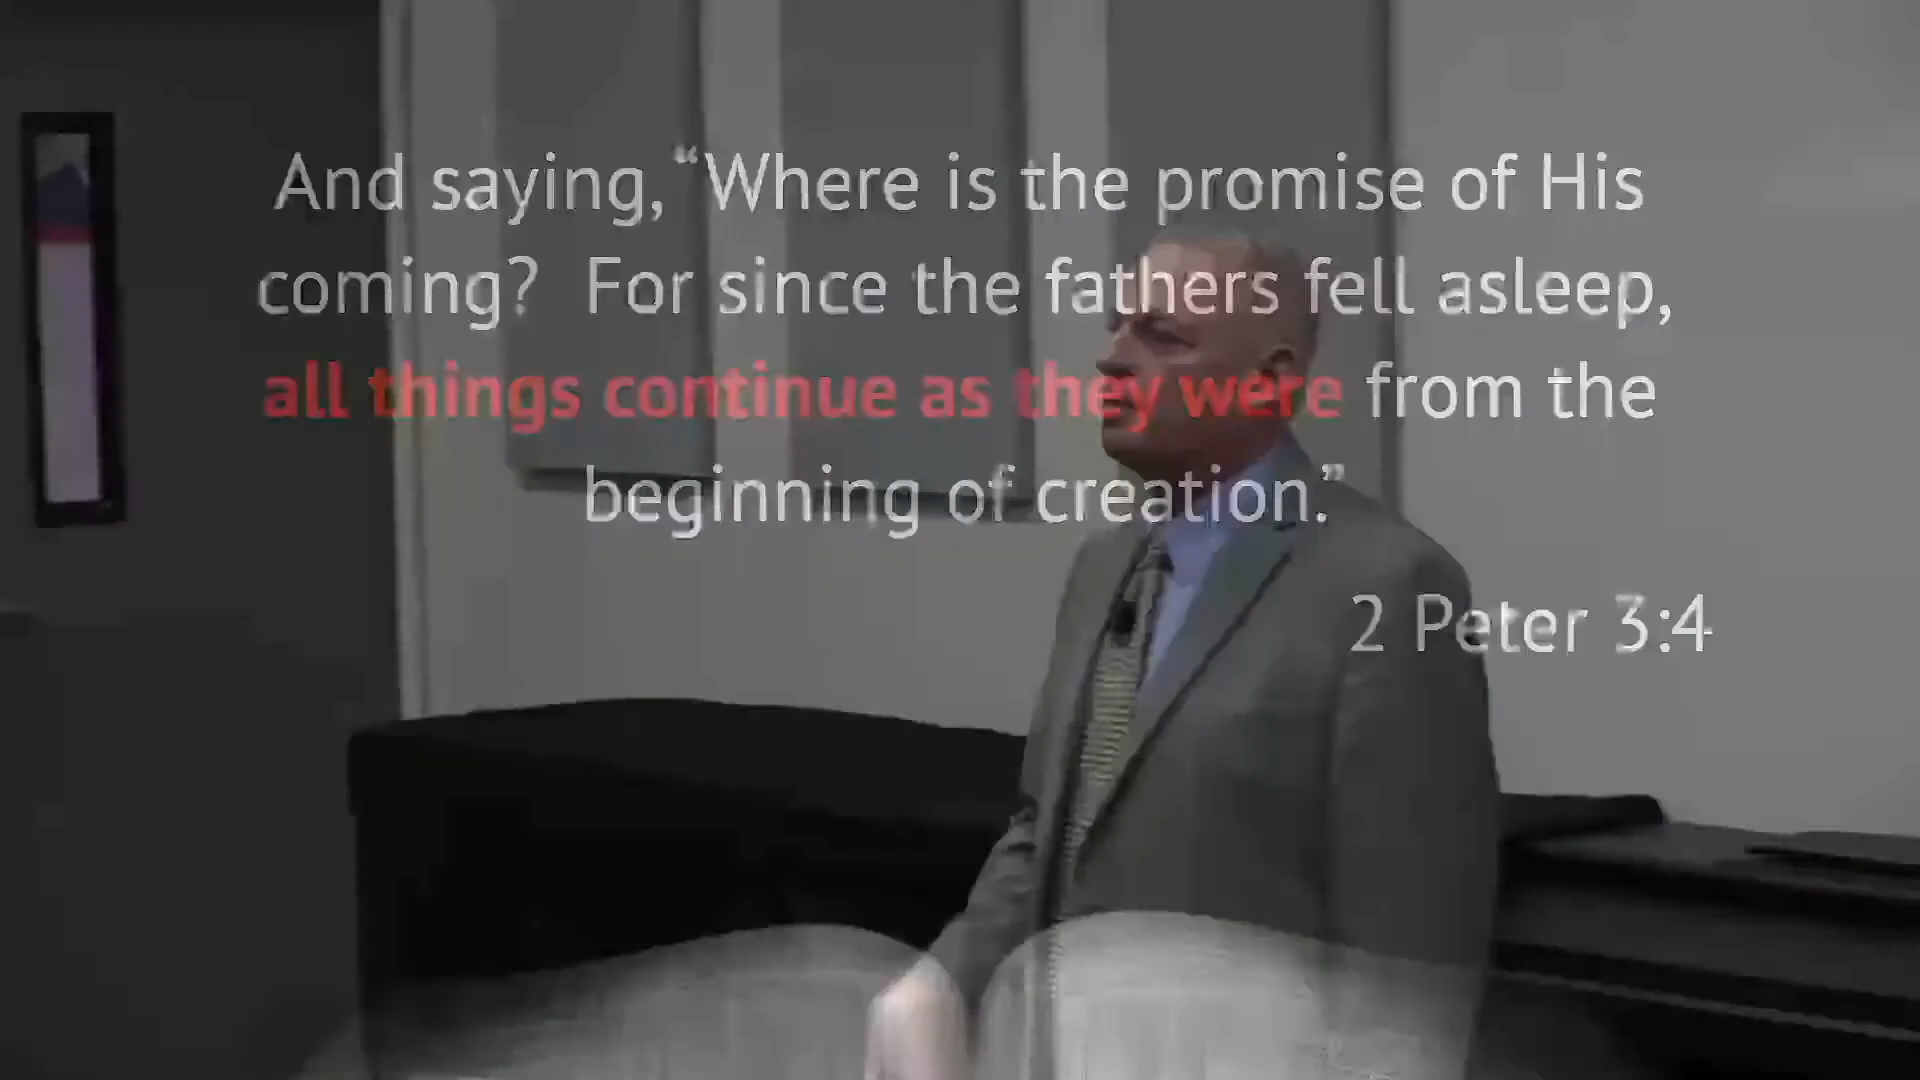 And saying, “Where is the promise of His
coming? For since the fathers fell asleep,
all things continue as they were from the
beginning of creation.”
2 Peter 3:4